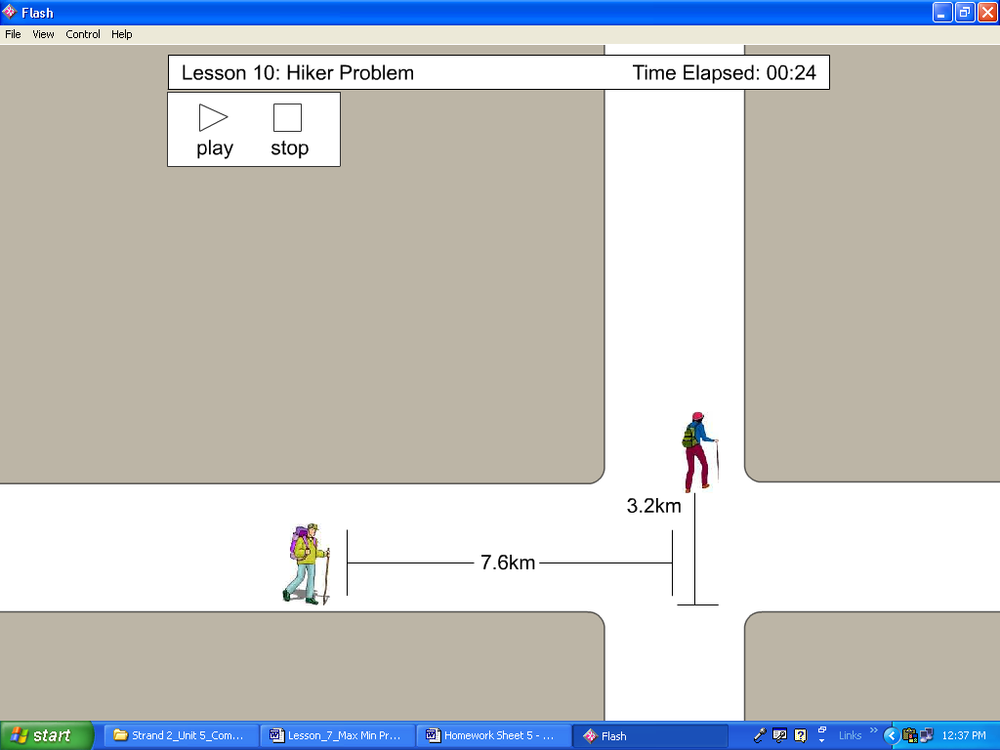 Flash
File View Control Help
Lesson 10: Hiker Problem Time Elapsed: 00:24
play stop
3.2km
7.6km
start Strand 2_Unit 5_Com... Lesson_7_Max Min Pr... Homework Sheet 5 - ... Flash Links » 12:37 PM